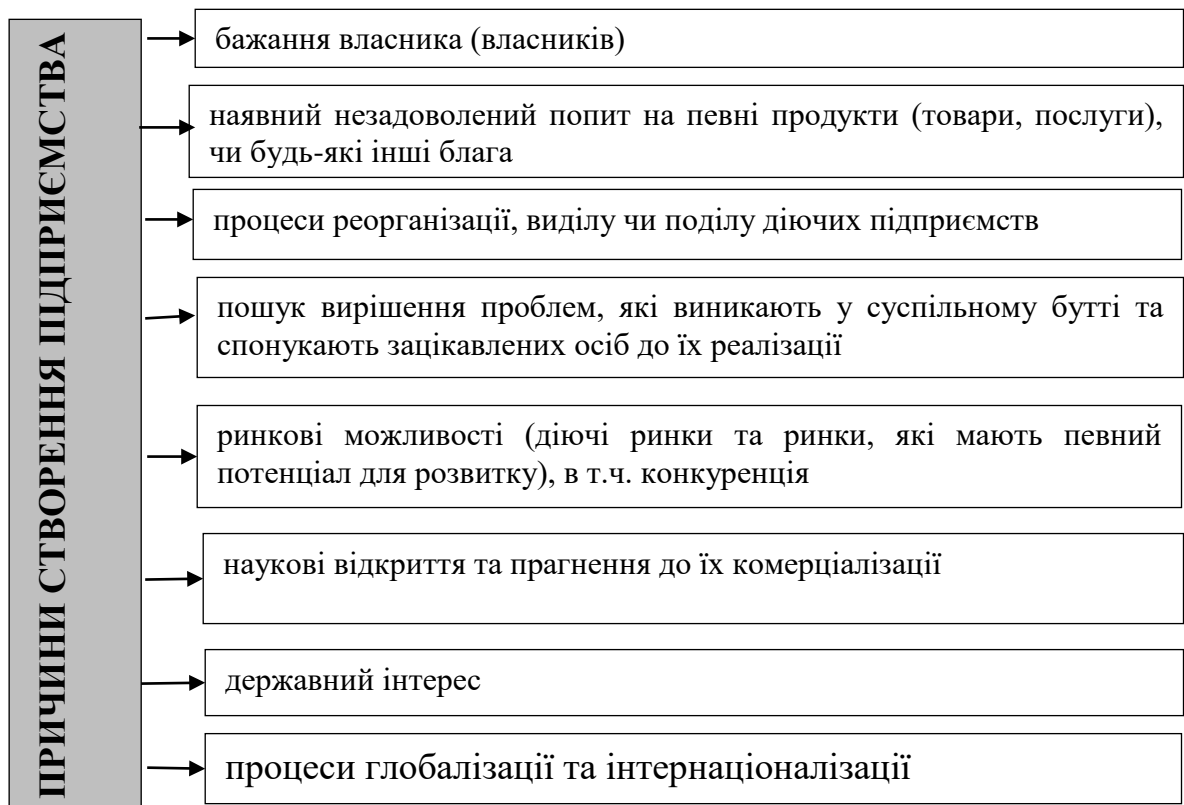 ПРИЧИНИ СТВОРЕННЯ ПІДПРИЄМСТВА
бажання власника (власників)
наявний незадоволений попит на певні продукти (товари, послуги),
чи будь-які інші блага
процеси реорганізації, виділу чи поділу діючих підприємств
пошук вирішення проблем, які виникають у суспільному бутті та
спонукають зацікавлених осіб до їх реалізації
ринкові можливості (діючі ринки та ринки, які мають певний
потенціал для розвитку), в т.ч. конкуренція
наукові відкриття та прагнення до їх комерціалізації
державний інтерес
процеси глобалізації та інтернаціоналізації